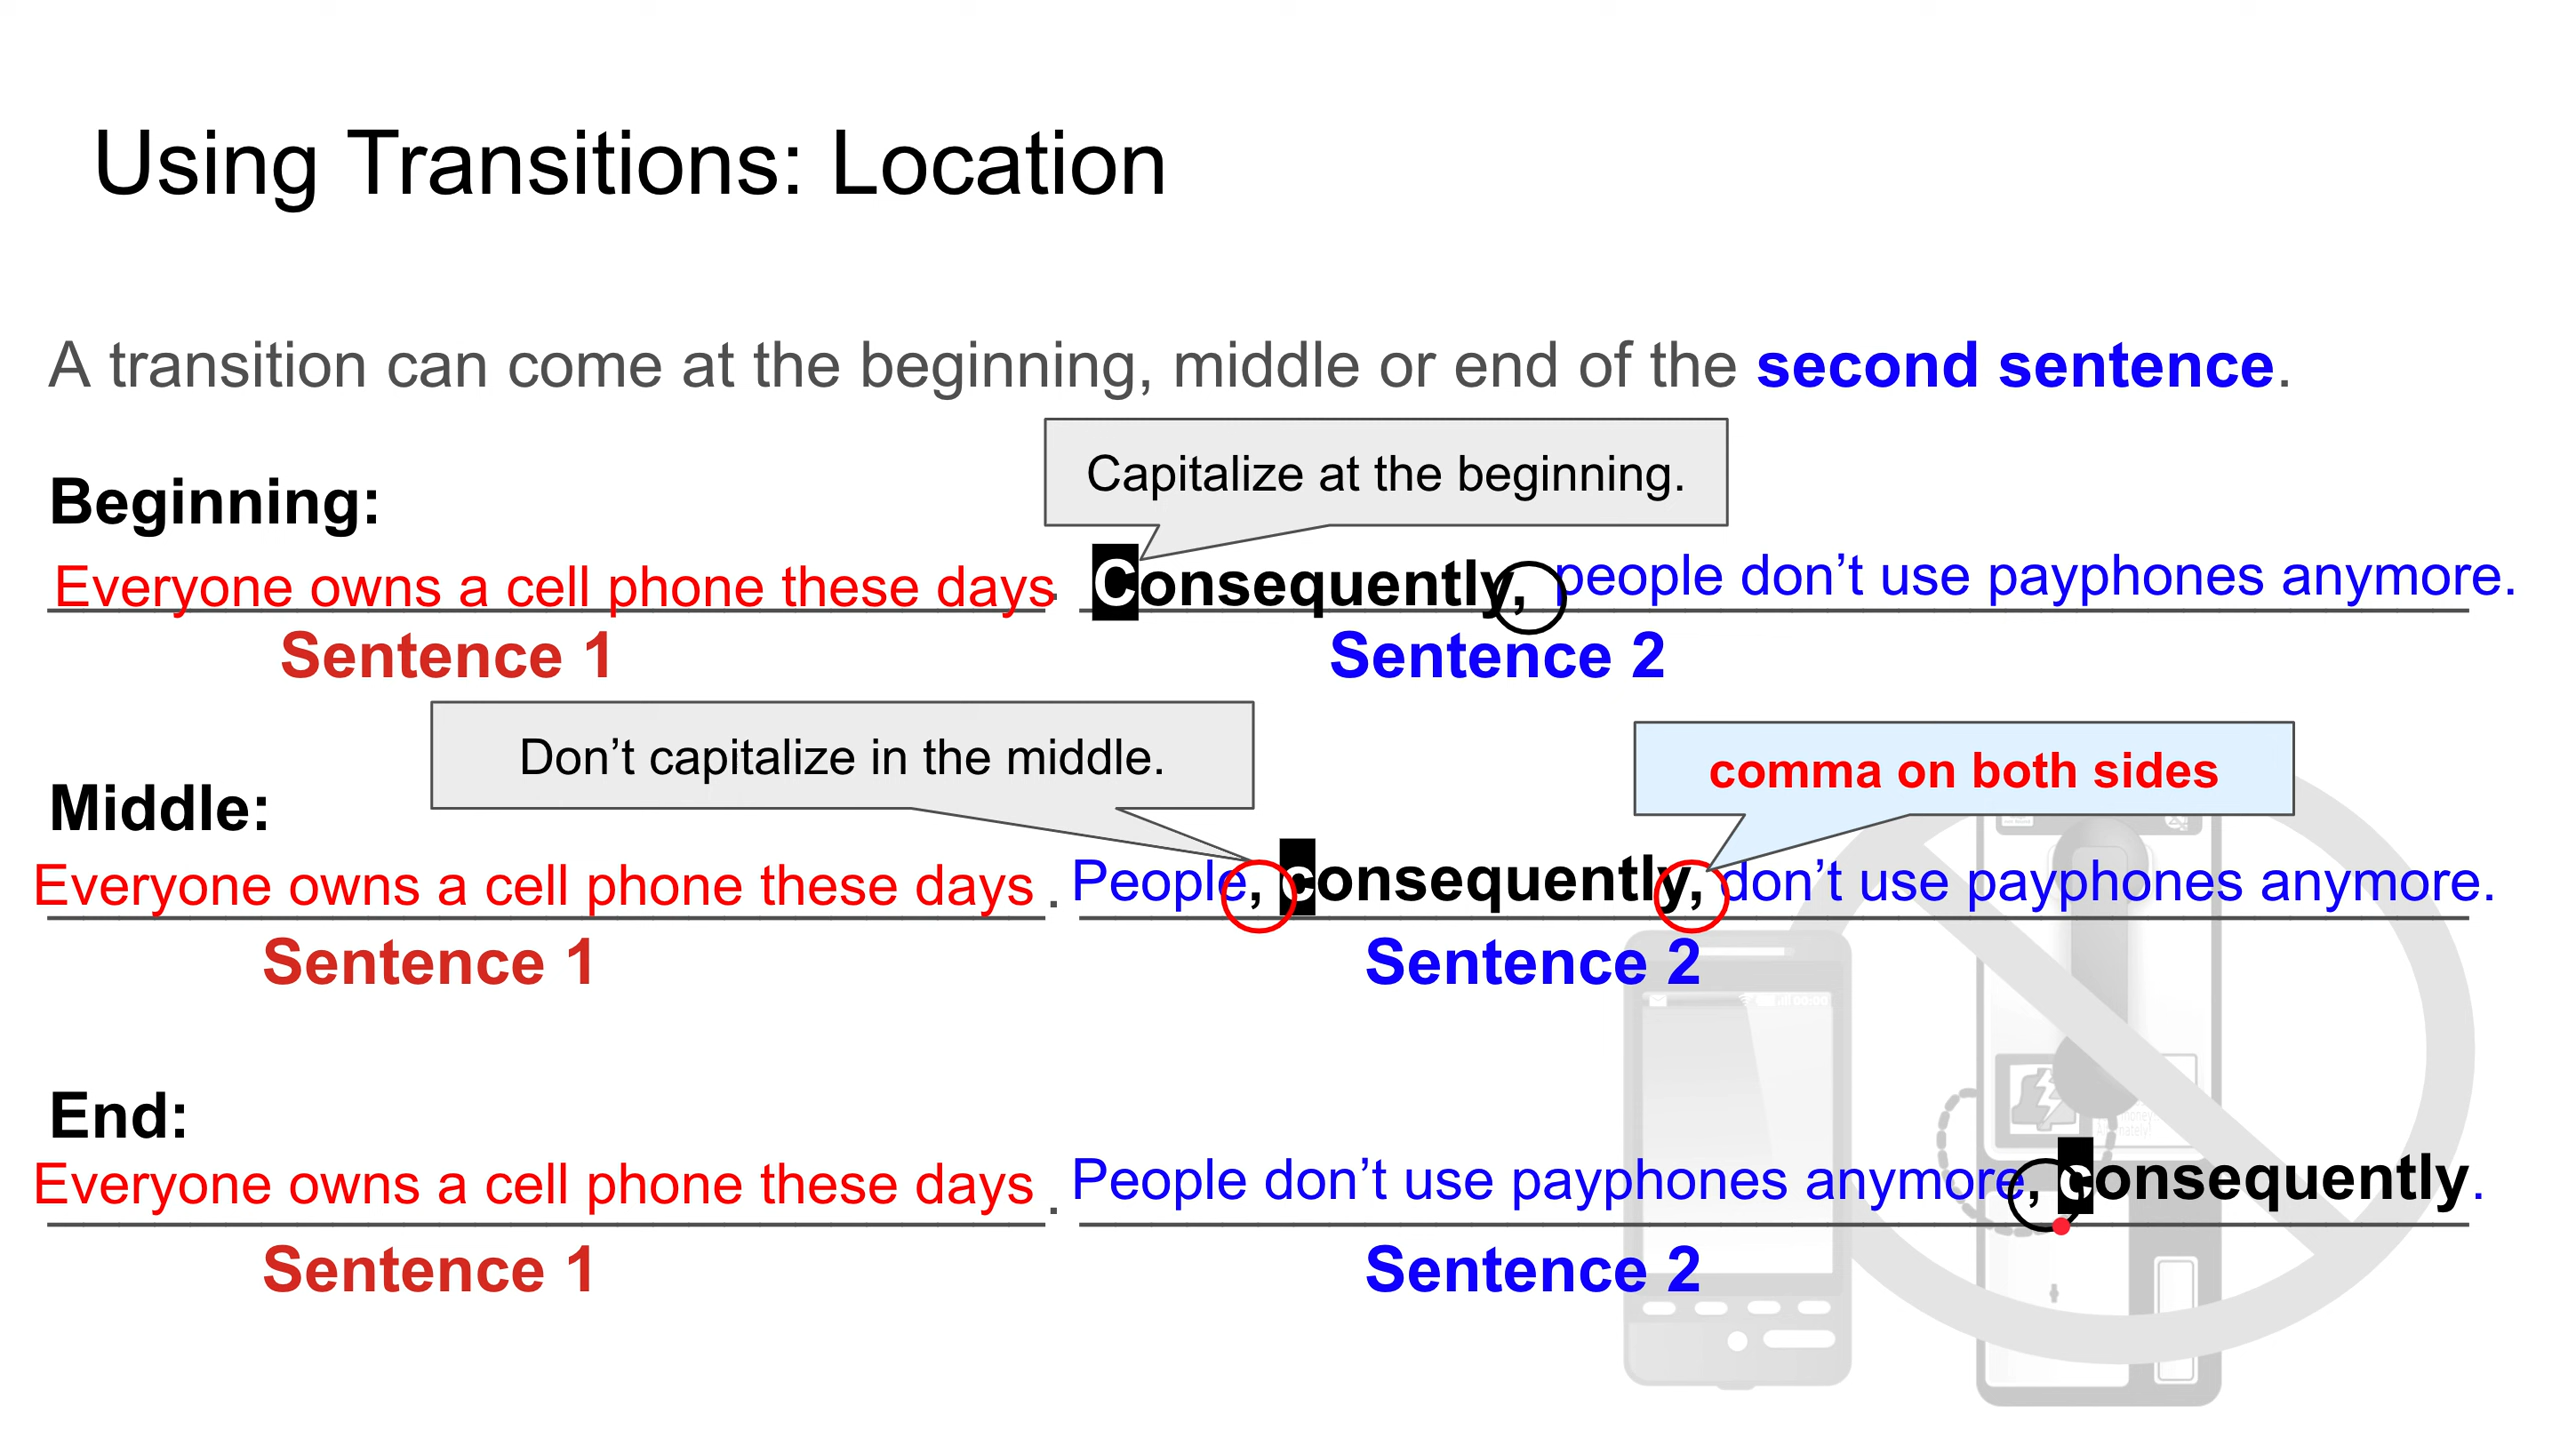 Using Transitions: Location
A transition can come at the beginning, middle or end of the second sentence.
Capitalize at the beginning.
Beginning:
Everyone owns a cell phone these days. Consequently, people don’t use payphones anymore.
Sentence 1 Sentence 2
Don’t capitalize in the middle.
comma on both sides
Middle:
Everyone owns a cell phone these days. People, consequently, don’t use payphones anymore.
Sentence 1 Sentence 2
End:
Everyone owns a cell phone these days. People don’t use payphones anymore, consequently.
Sentence 1 Sentence 2